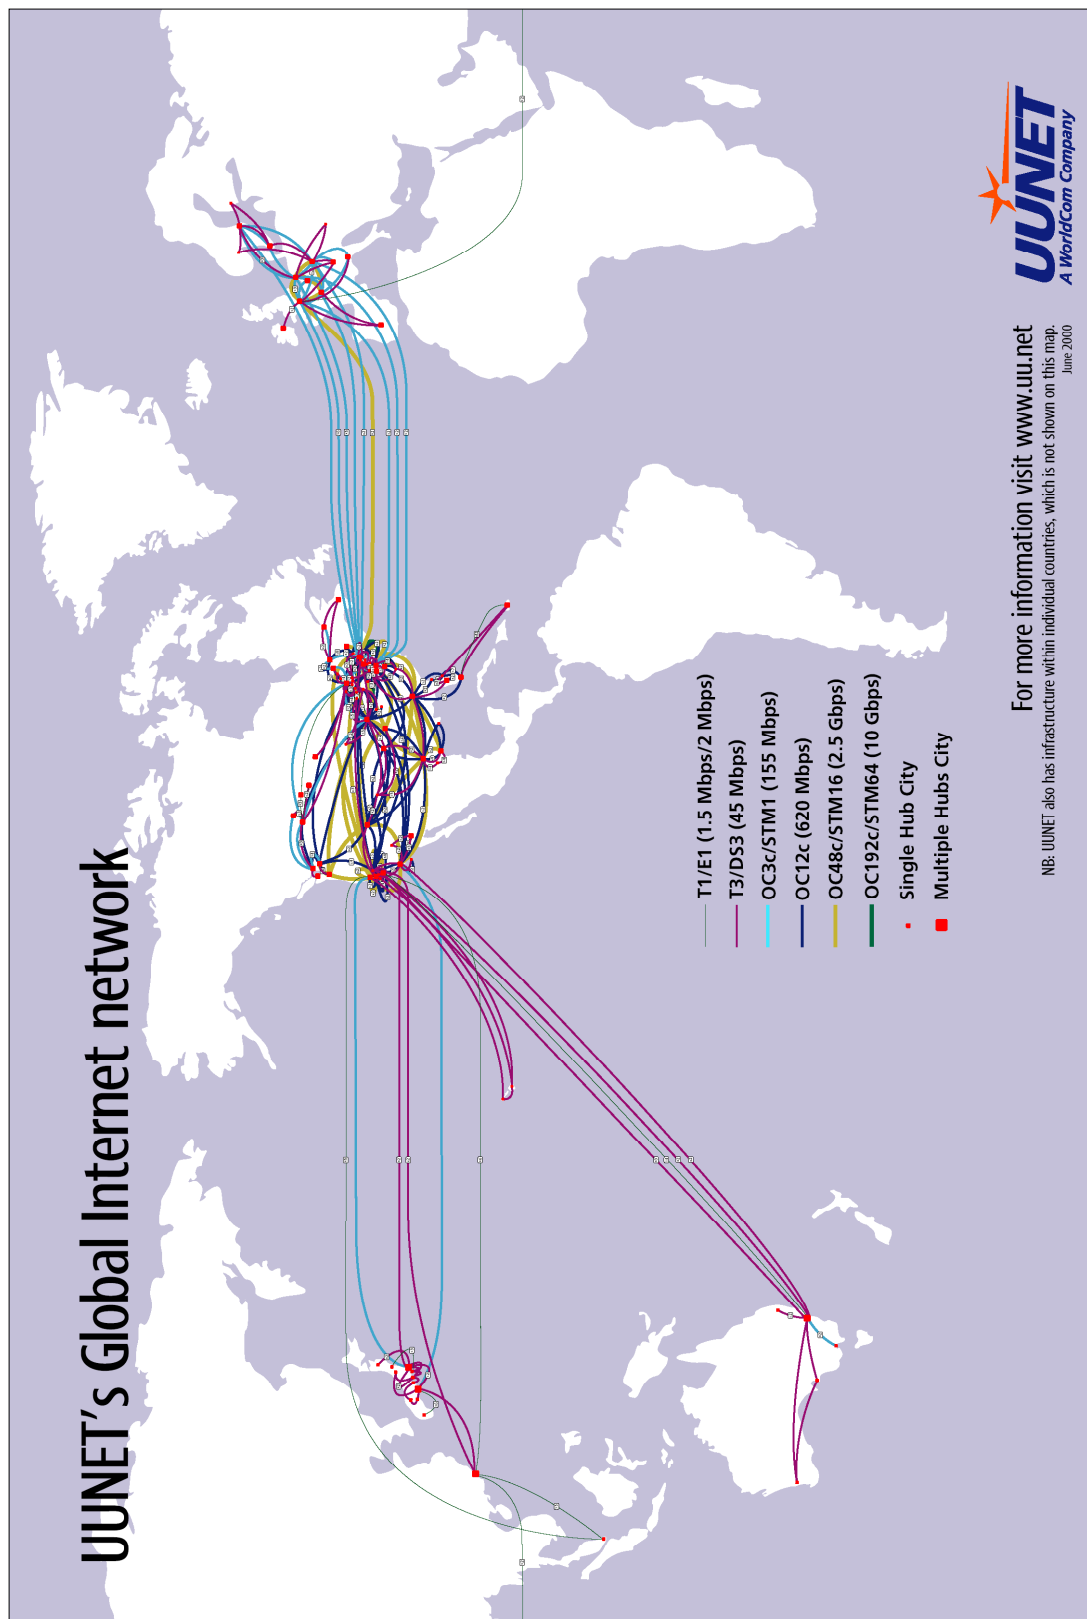 UUNET's Global Internet network
T1/E1 (1.5 Mbps/2 Mbps)
T3/DS3 (45 Mbps)
OC3c/STM1 (155 Mbps)
OC12c (620 Mbps)
OC48c/STM16 (2.5 Gbps)
OC192c/STM64 (10 Gbps)
Single Hub City
Multiple Hubs City
UUNET
A WorldCom Company
For more information visit www.uu.net
NB: UUNET also has infrastructure within individual countries, which is not shown on this map.
June 2000